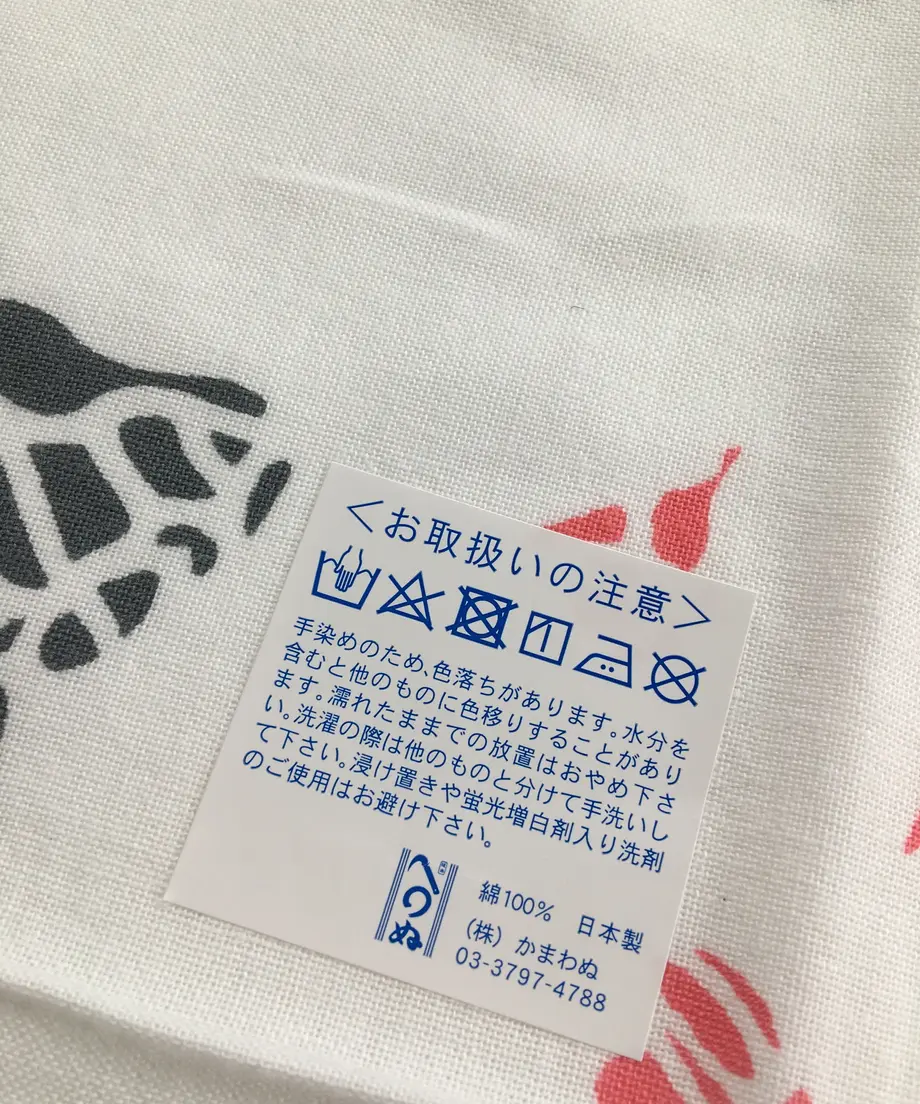 ＜お取扱いの注意＞
手染めのため、色落ちがあります。水分を
含むと他のものに色移りすることがあり
ます。濡れたままでの放置はおやめ下さ
い。洗濯の際は他のものと分けて手洗いし
て下さい。浸け置きや蛍光増白剤入り洗剤
のご使用はお避け下さい。
綿100%　日本製
（株）かまわぬ
03-3797-4788